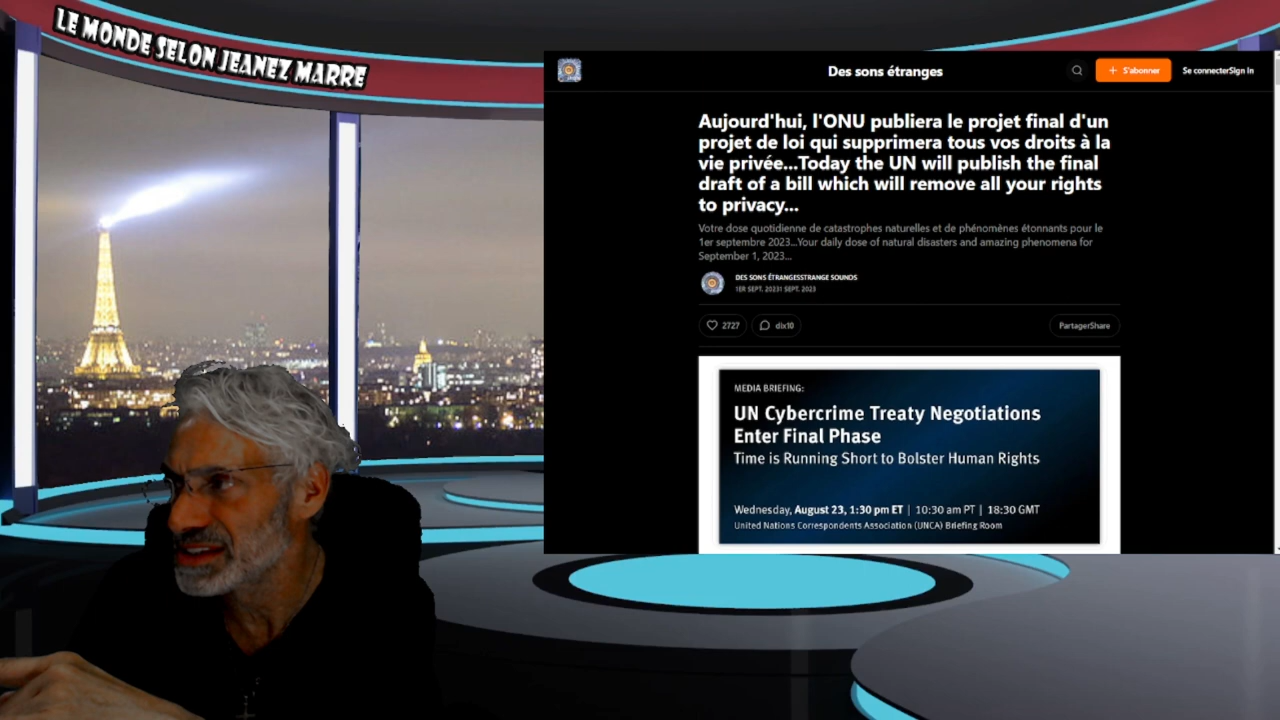 LE MONDE SELON JEANEZ MARRE
Des sons étranges
S'abonner
Se connecterSign in
Aujourd'hui, l'ONU publiera le projet final d'un
projet de loi qui supprimera tous vos droits à la
vie privée...Today the UN will publish the final
draft of a bill which will remove all your rights
to privacy...
Votre dose quotidienne de catastrophes naturelles et de phénomènes étonnants pour le
1er septembre 2023...Your daily dose of natural disasters and amazing phenomena for
September 1, 2023...
DES SONS ÉTRANGESSTRANGE SOUNDS
1ER SEPT. 20231 SEPT. 2023
2727
dix10
PartagerShare
MEDIA BRIEFING:
UN Cybercrime Treaty Negotiations
Enter Final Phase
Time is Running Short to Bolster Human Rights
Wednesday, August 23, 1:30 pm ET | 10:30 am PT | 18:30 GMT
United Nations Correspondents Association (UNCA) Briefing Room